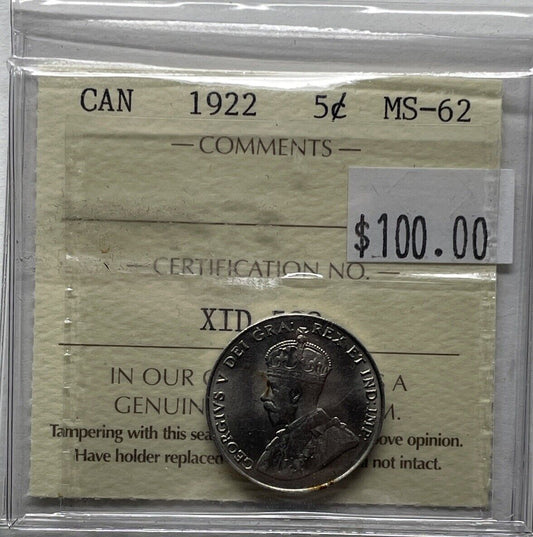 CAN 1922 5¢ MS-62
— COMMENTS —
$100.00
— CERTIFICATION NO. —
XID
GEORGIVS V DEI GRA: REX ET IND:IMP:
IN OUR A
GENUIN M.
Tampering with this sea ove opinion.
Have holder replaced not intact.